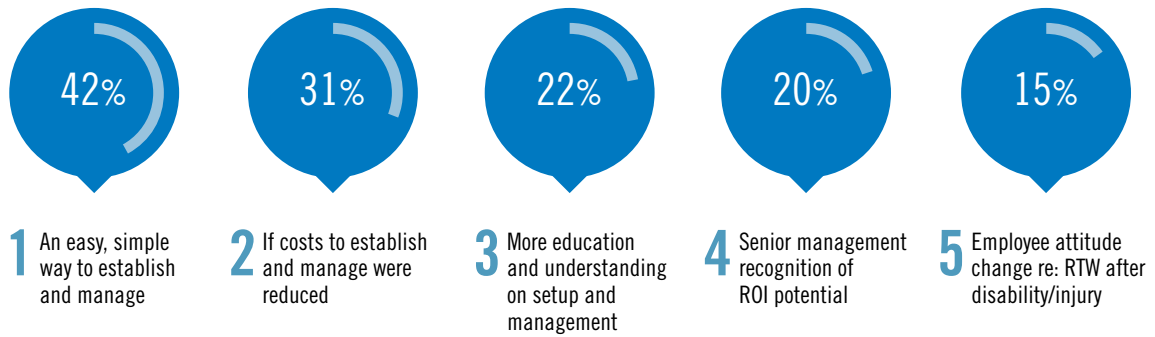 42%
31%
22%
20%
15%
1 An easy, simple
way to establish
and manage
2 If costs to establish
and manage were
reduced
3 More education
and understanding
on setup and
management
4 Senior management
recognition of
ROI potential
5 Employee attitude
change re: RTW after
disability/injury